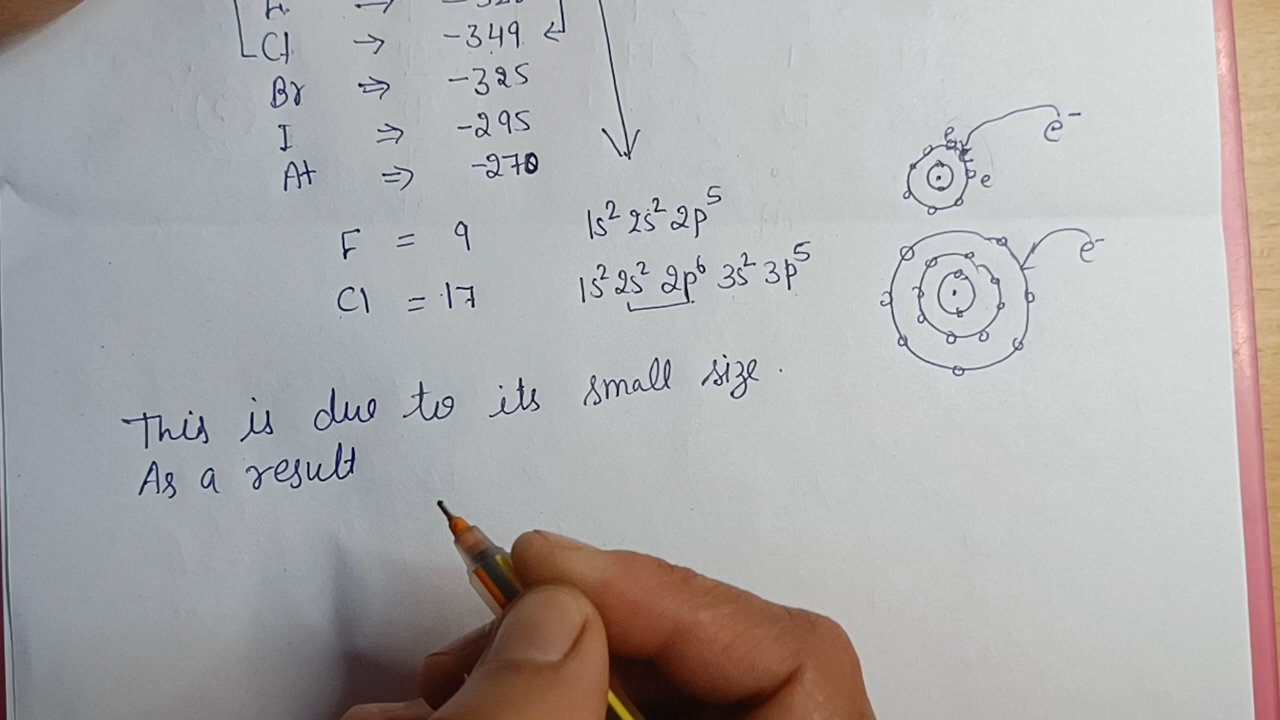 Cl → -349
Br ⇒ -325
I ⇒ -295
At ⇒ -270
F = 9 1s² 2s² 2p⁵
Cl = 17 1s² 2s² 2p⁶ 3s² 3p⁵
e⁻
e
e
e⁻
This is due to its small size.
As a result